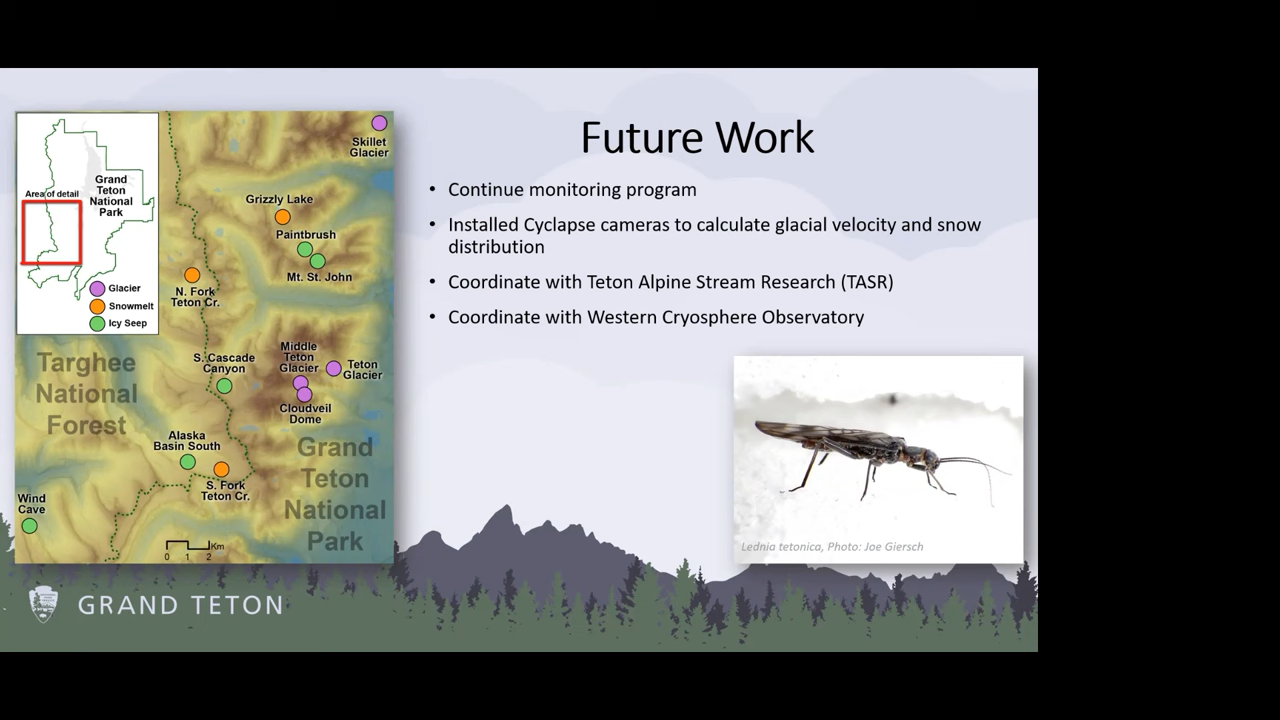 Future Work
• Continue monitoring program
• Installed Cyclapse cameras to calculate glacial velocity and snow
distribution
• Coordinate with Teton Alpine Stream Research (TASR)
• Coordinate with Western Cryosphere Observatory
Skillet
Glacier
Area of detail
Grand
Teton
National
Park
Glacier
Snowmelt
Icy Seep
Grizzly Lake
Paintbrush
Mt. St. John
N. Fork
Teton Cr.
S. Cascade
Canyon
Middle
Teton
Glacier
Teton
Glacier
Cloudveil
Dome
Targhee
National
Forest
Alaska
Basin South
S. Fork
Teton Cr.
Grand
Teton
National
Park
Wind
Cave
0 1 2 Km
Lednia tetonica, Photo: Joe Giersch
GRAND TETON